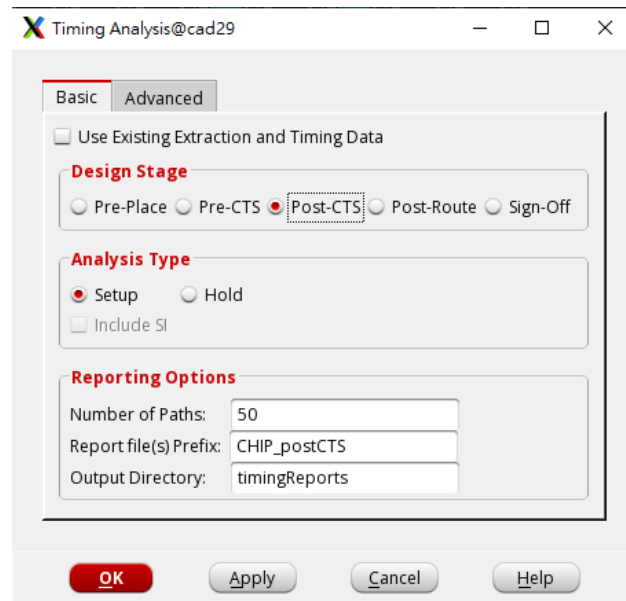 Timing Analysis@cad29
Basic Advanced
Use Existing Extraction and Timing Data
Design Stage
Pre-Place Pre-CTS Post-CTS Post-Route Sign-Off
Analysis Type
Setup Hold
Include SI
Reporting Options
Number of Paths: 50
Report file(s) Prefix: CHIP_postCTS
Output Directory: timingReports
OK Apply Cancel Help